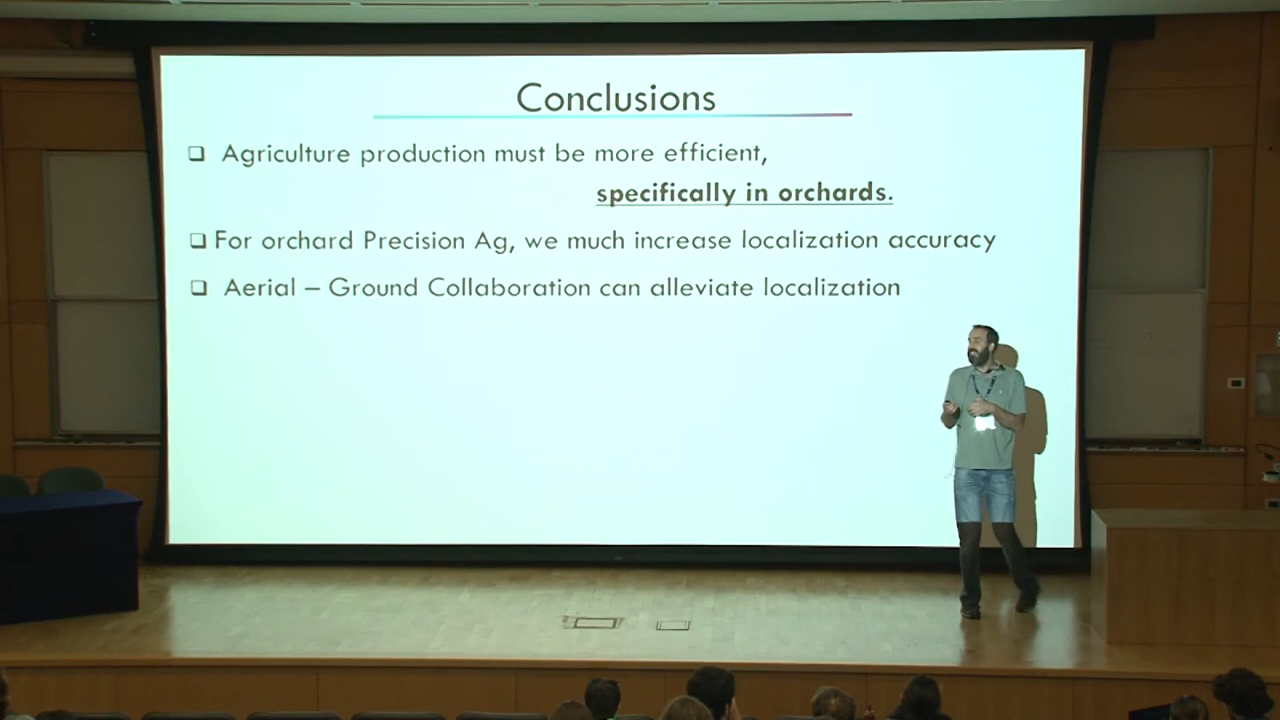 Conclusions
❑ Agriculture production must be more efficient,
specifically in orchards.
❑ For orchard Precision Ag, we much increase localization accuracy
❑ Aerial – Ground Collaboration can alleviate localization